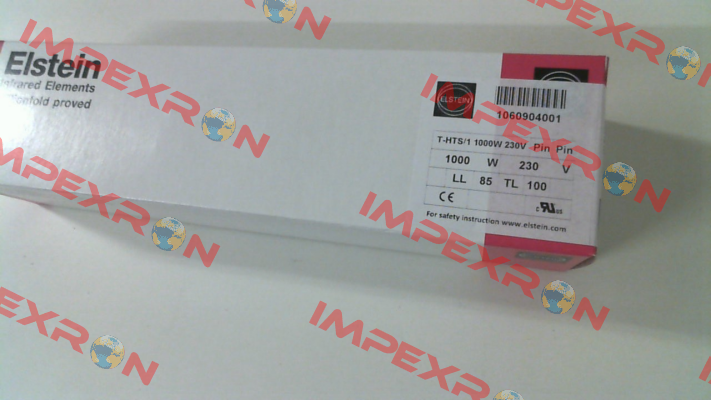 Elstein
Infrared Elements
proved
ELSTEIN
1060904001
T-HTS/1 1000W 230V -Pin Pin
1000 W 230 V
LL 85 TL 100
CE
c us
For safety instruction www.elstein.com
IMPEXRON
IMPEXRON
IMPEXRON
IMPEXRON
IMPEXRON
IMPEXRON
IMPEXRON